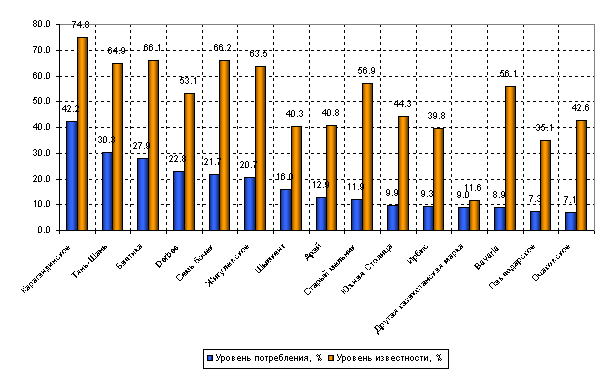 80.0
70.0
60.0
50.0
40.0
30.0
20.0
10.0
0.0
74.8
64.9
66.1
53.1
66.2
63.5
40.3
40.8
56.9
44.3
39.8
11.6
56.1
35.1
42.6
42.2
30.3
27.9
22.8
21.7
20.7
16.0
12.9
11.9
9.9
9.3
9.0
8.9
7.3
7.1
Карагандинское
Тянь-Шань
Балтика
Derbes
Семь бочек
Жигулевское
Шымкент
Арай
Старый мельник
Южная Столица
Ирбис
Другая казахстанская марка
Bavaria
Павлодарское
Уровень потребления, %
Уровень известности, %